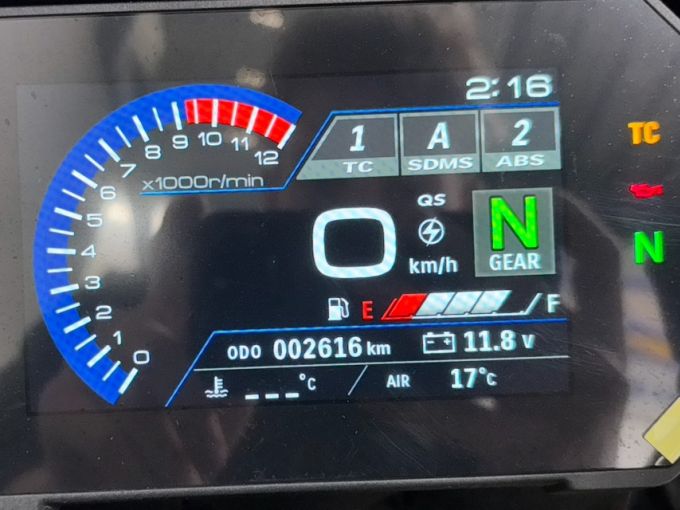 2:16
1 A 2
TC SDMS ABS
TC
9 10 11 12
8
7
6
5
4
3
2
1
0
x1000r/min
QS
0
km/h
N
GEAR
N
E F
ODO 002616 km 11.8 V
_ _ _ °C AIR 17°C